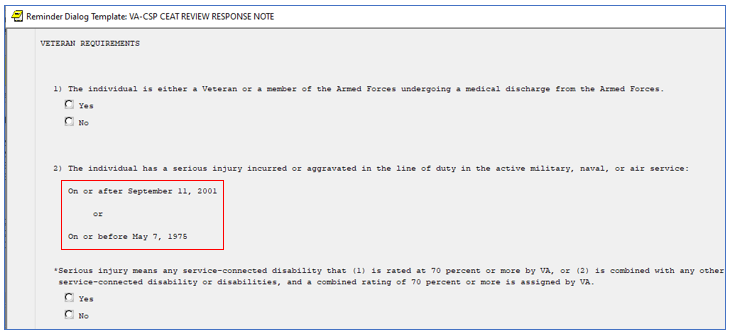 Reminder Dialog Template: VA-CSP CEAT REVIEW RESPONSE NOTE
VETERAN REQUIREMENTS
1) The individual is either a Veteran or a member of the Armed Forces undergoing a medical discharge from the Armed Forces.
Yes
No
2) The individual has a serious injury incurred or aggravated in the line of duty in the active military, naval, or air service:
On or after September 11, 2001
or
On or before May 7, 1975
*Serious injury means any service-connected disability that (1) is rated at 70 percent or more by VA, or (2) is combined with any other
service-connected disability or disabilities, and a combined rating of 70 percent or more is assigned by VA.
Yes
No